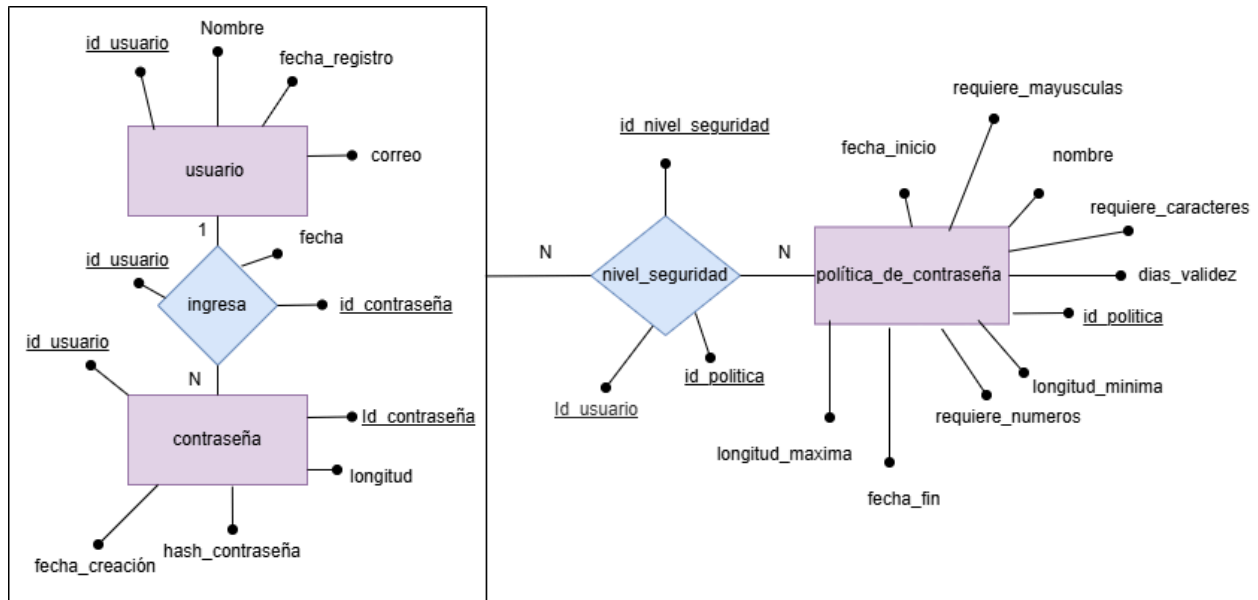 Nombre
id_usuario
fecha_registro
correo
usuario
1
fecha
id_usuario
ingresa
id_contraseña
id_usuario
N
Id_contraseña
contraseña
longitud
hash_contraseña
fecha_creación
N
id_nivel_seguridad
nivel_seguridad
N
Id_usuario
id_politica
requiere_mayusculas
fecha_inicio
nombre
requiere_caracteres
política_de_contraseña
dias_validez
id_politica
longitud_minima
requiere_numeros
longitud_maxima
fecha_fin